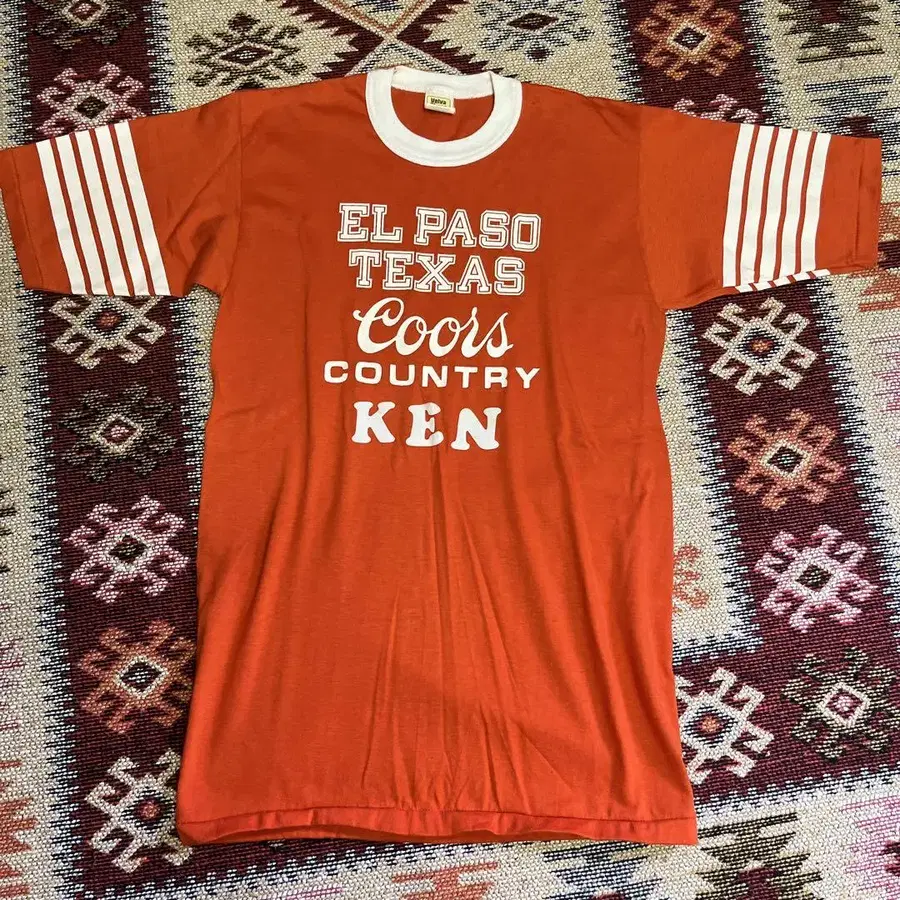 EL PASO
TEXAS
Coors
COUNTRY
KEN